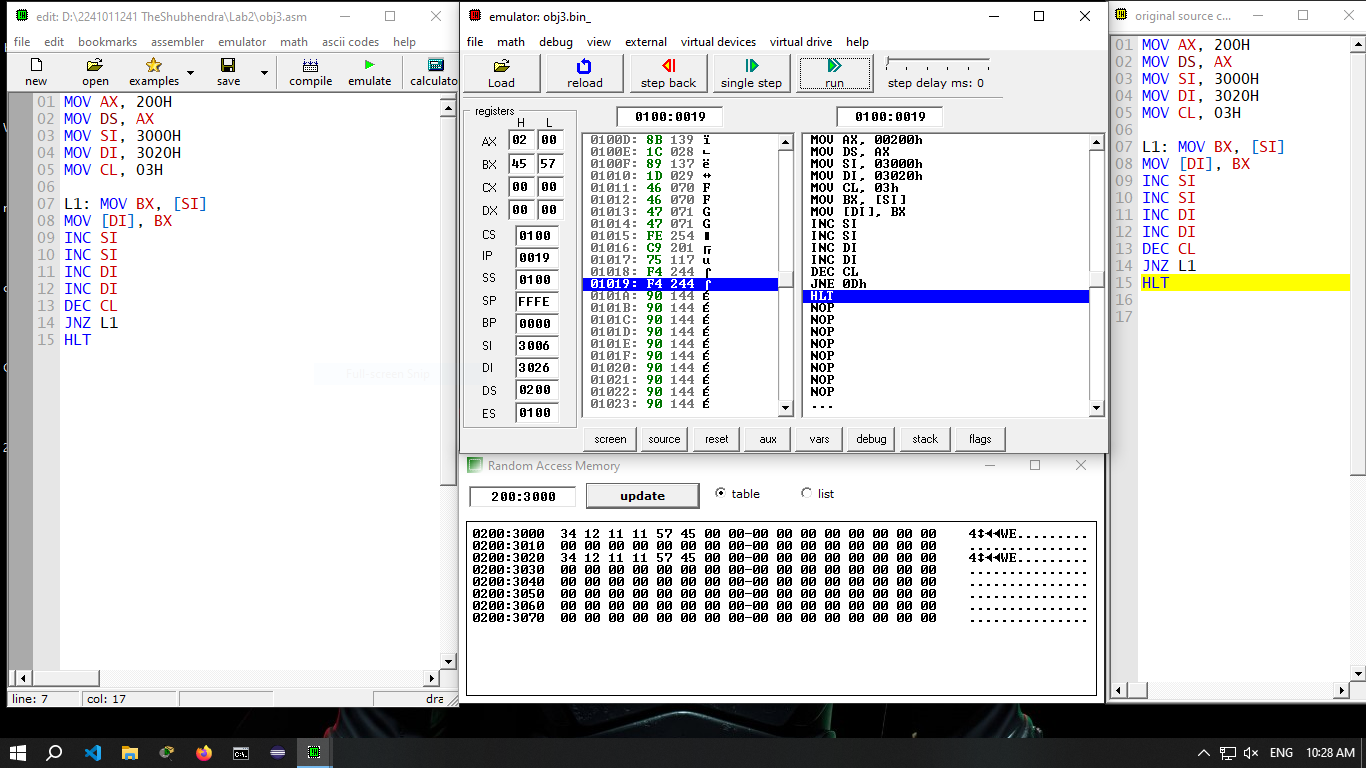 edit: D:\2241011241 TheShubhendra\Lab2\obj3.asm
file edit bookmarks assembler emulator math ascii codes help
new open examples save compile emulate calculato
01 MOV AX, 200H
02 MOV DS, AX
03 MOV SI, 3000H
04 MOV DI, 3020H
05 MOV CL, 03H
06
07 L1: MOV BX, [SI]
08 MOV [DI], BX
09 INC SI
10 INC SI
11 INC DI
12 INC DI
13 DEC CL
14 JNZ L1
15 HLT
Full-screen Snip
line: 7 col: 17 dra
emulator: obj3.bin_
file math debug view external virtual devices virtual drive help
Load reload step back single step run step delay ms: 0
registers
H L
AX 02 00
BX 45 57
CX 00 00
DX 00 00
CS 0100
IP 0019
SS 0100
SP FFFE
BP 0000
SI 3006
DI 3026
DS 0200
ES 0100
0100:0019
0100D: 8B 139 ï
0100E: 1C 028 ∟
0100F: 89 137 ë
01010: 1D 029 ↔
01011: 46 070 F
01012: 46 070 F
01013: 47 071 G
01014: 47 071 G
01015: FE 254 ■
01016: C9 201 ╔
01017: 75 117 u
01018: F4 244 ⌠
01019: F4 244 ⌠
0101A: 90 144 É
0101B: 90 144 É
0101C: 90 144 É
0101D: 90 144 É
0101E: 90 144 É
0101F: 90 144 É
01020: 90 144 É
01021: 90 144 É
01022: 90 144 É
01023: 90 144 É
0100:0019
MOV AX, 00200h
MOV DS, AX
MOV SI, 03000h
MOV DI, 03020h
MOV CL, 03h
MOV BX, [SI]
MOV [DI], BX
INC SI
INC SI
INC DI
INC DI
DEC CL
JNE 0Dh
HLT
NOP
NOP
NOP
NOP
NOP
NOP
NOP
NOP
...
screen source reset aux vars debug stack flags
Random Access Memory
200:3000 update table list
0200:3000 34 12 11 11 57 45 00 00-00 00 00 00 00 00 00 00 4↕◄◄WE.........
0200:3010 00 00 00 00 00 00 00 00-00 00 00 00 00 00 00 00 ...............
0200:3020 34 12 11 11 57 45 00 00-00 00 00 00 00 00 00 00 4↕◄◄WE.........
0200:3030 00 00 00 00 00 00 00 00-00 00 00 00 00 00 00 00 ...............
0200:3040 00 00 00 00 00 00 00 00-00 00 00 00 00 00 00 00 ...............
0200:3050 00 00 00 00 00 00 00 00-00 00 00 00 00 00 00 00 ...............
0200:3060 00 00 00 00 00 00 00 00-00 00 00 00 00 00 00 00 ...............
0200:3070 00 00 00 00 00 00 00 00-00 00 00 00 00 00 00 00 ...............
original source c...
01 MOV AX, 200H
02 MOV DS, AX
03 MOV SI, 3000H
04 MOV DI, 3020H
05 MOV CL, 03H
06
07 L1: MOV BX, [SI]
08 MOV [DI], BX
09 INC SI
10 INC SI
11 INC DI
12 INC DI
13 DEC CL
14 JNZ L1
15 HLT
16
17
ENG 10:28 AM